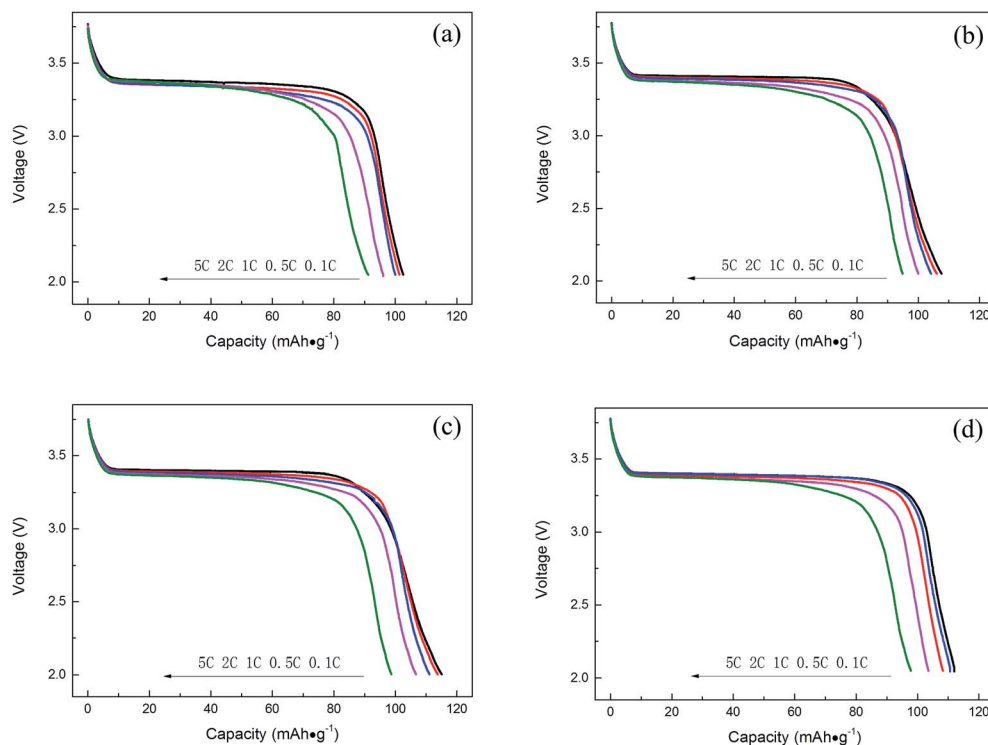 (a)
3.5
3.0
2.5
2.0
Voltage (V)
5C 2C 1C 0.5C 0.1C
0 20 40 60 80 100 120
Capacity (mAh•g⁻¹)
(b)
3.5
3.0
2.5
2.0
Voltage (V)
5C 2C 1C 0.5C 0.1C
0 20 40 60 80 100 120
Capacity (mAh•g⁻¹)
(c)
3.5
3.0
2.5
2.0
Voltage (V)
5C 2C 1C 0.5C 0.1C
0 20 40 60 80 100 120
Capacity (mAh•g⁻¹)
(d)
3.5
3.0
2.5
2.0
Voltage (V)
5C 2C 1C 0.5C 0.1C
0 20 40 60 80 100 120
Capacity (mAh•g⁻¹)